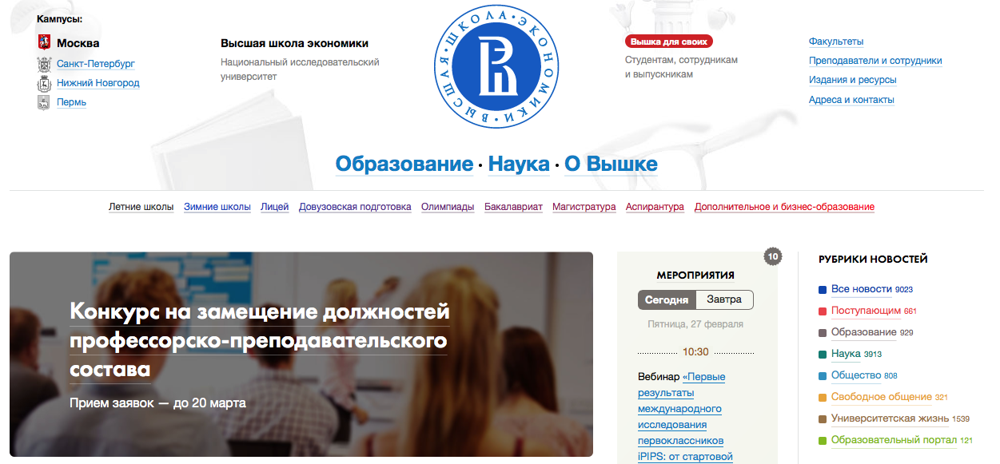 Кампусы:
Москва
Санкт-Петербург
Нижний Новгород
Пермь
Высшая школа экономики
Национальный исследовательский
университет
ВЫСШАЯ • ШКОЛА • ЭКОНОМИКИ •
Вышка для своих
Студентам, сотрудникам
и выпускникам
Факультеты
Преподаватели и сотрудники
Издания и ресурсы
Адреса и контакты
Образование · Наука · О Вышке
Летние школы Зимние школы Лицей Довузовская подготовка Олимпиады Бакалавриат Магистратура Аспирантура Дополнительное и бизнес-образование
Конкурс на замещение должностей
профессорско-преподавательского
состава
Прием заявок — до 20 марта
10
МЕРОПРИЯТИЯ
Сегодня Завтра
Пятница, 27 февраля
10:30
Вебинар «Первые
результаты
международного
исследования
первоклассников
iPIPS: от стартовой
РУБРИКИ НОВОСТЕЙ
Все новости 9023
Поступающим 661
Образование 929
Наука 3913
Общество 808
Свободное общение 321
Университетская жизнь 1539
Образовательный портал 121